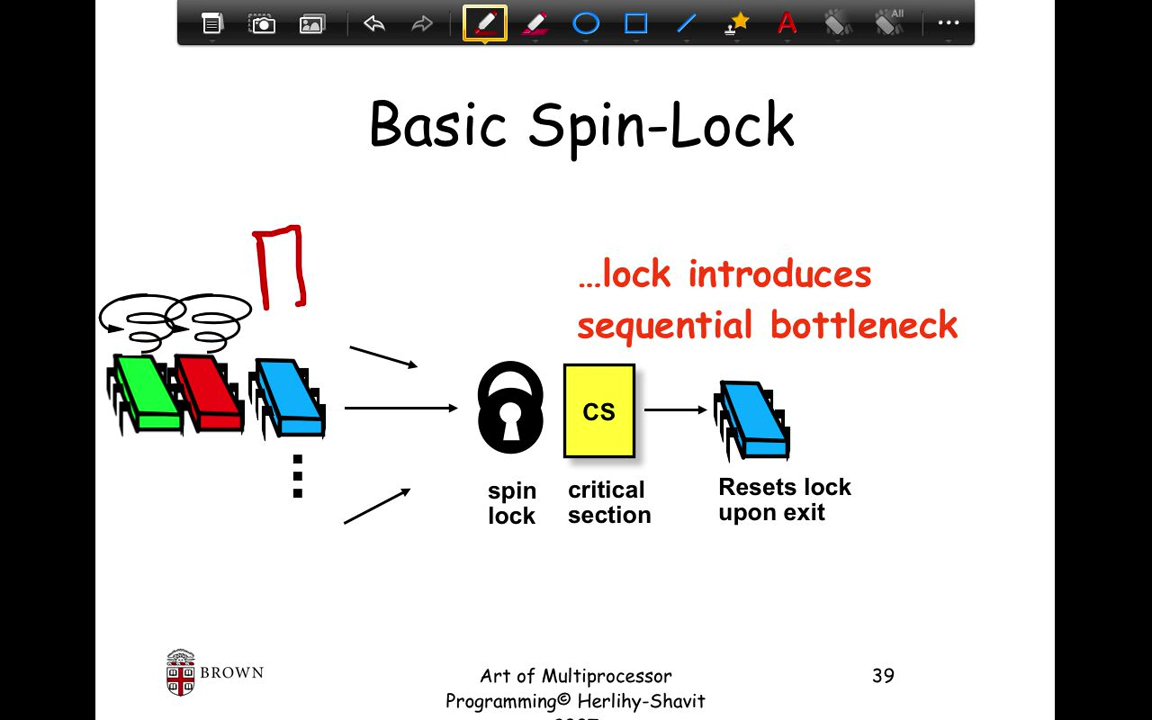 All
A
Basic Spin-Lock
...lock introduces
sequential bottleneck
CS
spin
lock
critical
section
Resets lock
upon exit
BROWN
Art of Multiprocessor
Programming© Herlihy-Shavit
39